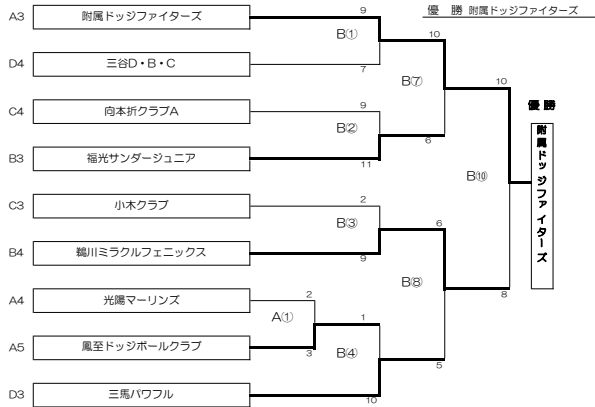 優 勝 附属ドッジファイターズ
A3 附属ドッジファイターズ 9
B① 10
D4 三谷D・B・C 7
B⑦ 10
C4 向本折クラブA 9
優勝
B② 6
B3 福光サンダージュニア 11
附属ドッジファイターズ
B⑩
C3 小木クラブ 2
B③ 6
B4 鵜川ミラクルフェニックス 9
B⑧ 8
A4 光陽マーリンズ 2
A① 1
A5 鳳至ドッジボールクラブ 3
B④ 5
D3 三馬パワフル 10